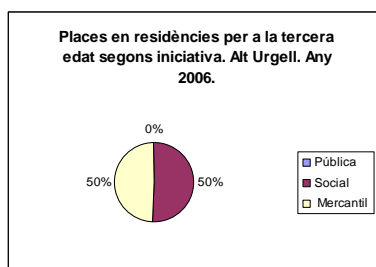 Places en residències per a la tercera
edat segons iniciativa. Alt Urgell. Any
2006.
0%
50%
50%
Pública
Social
Mercantil